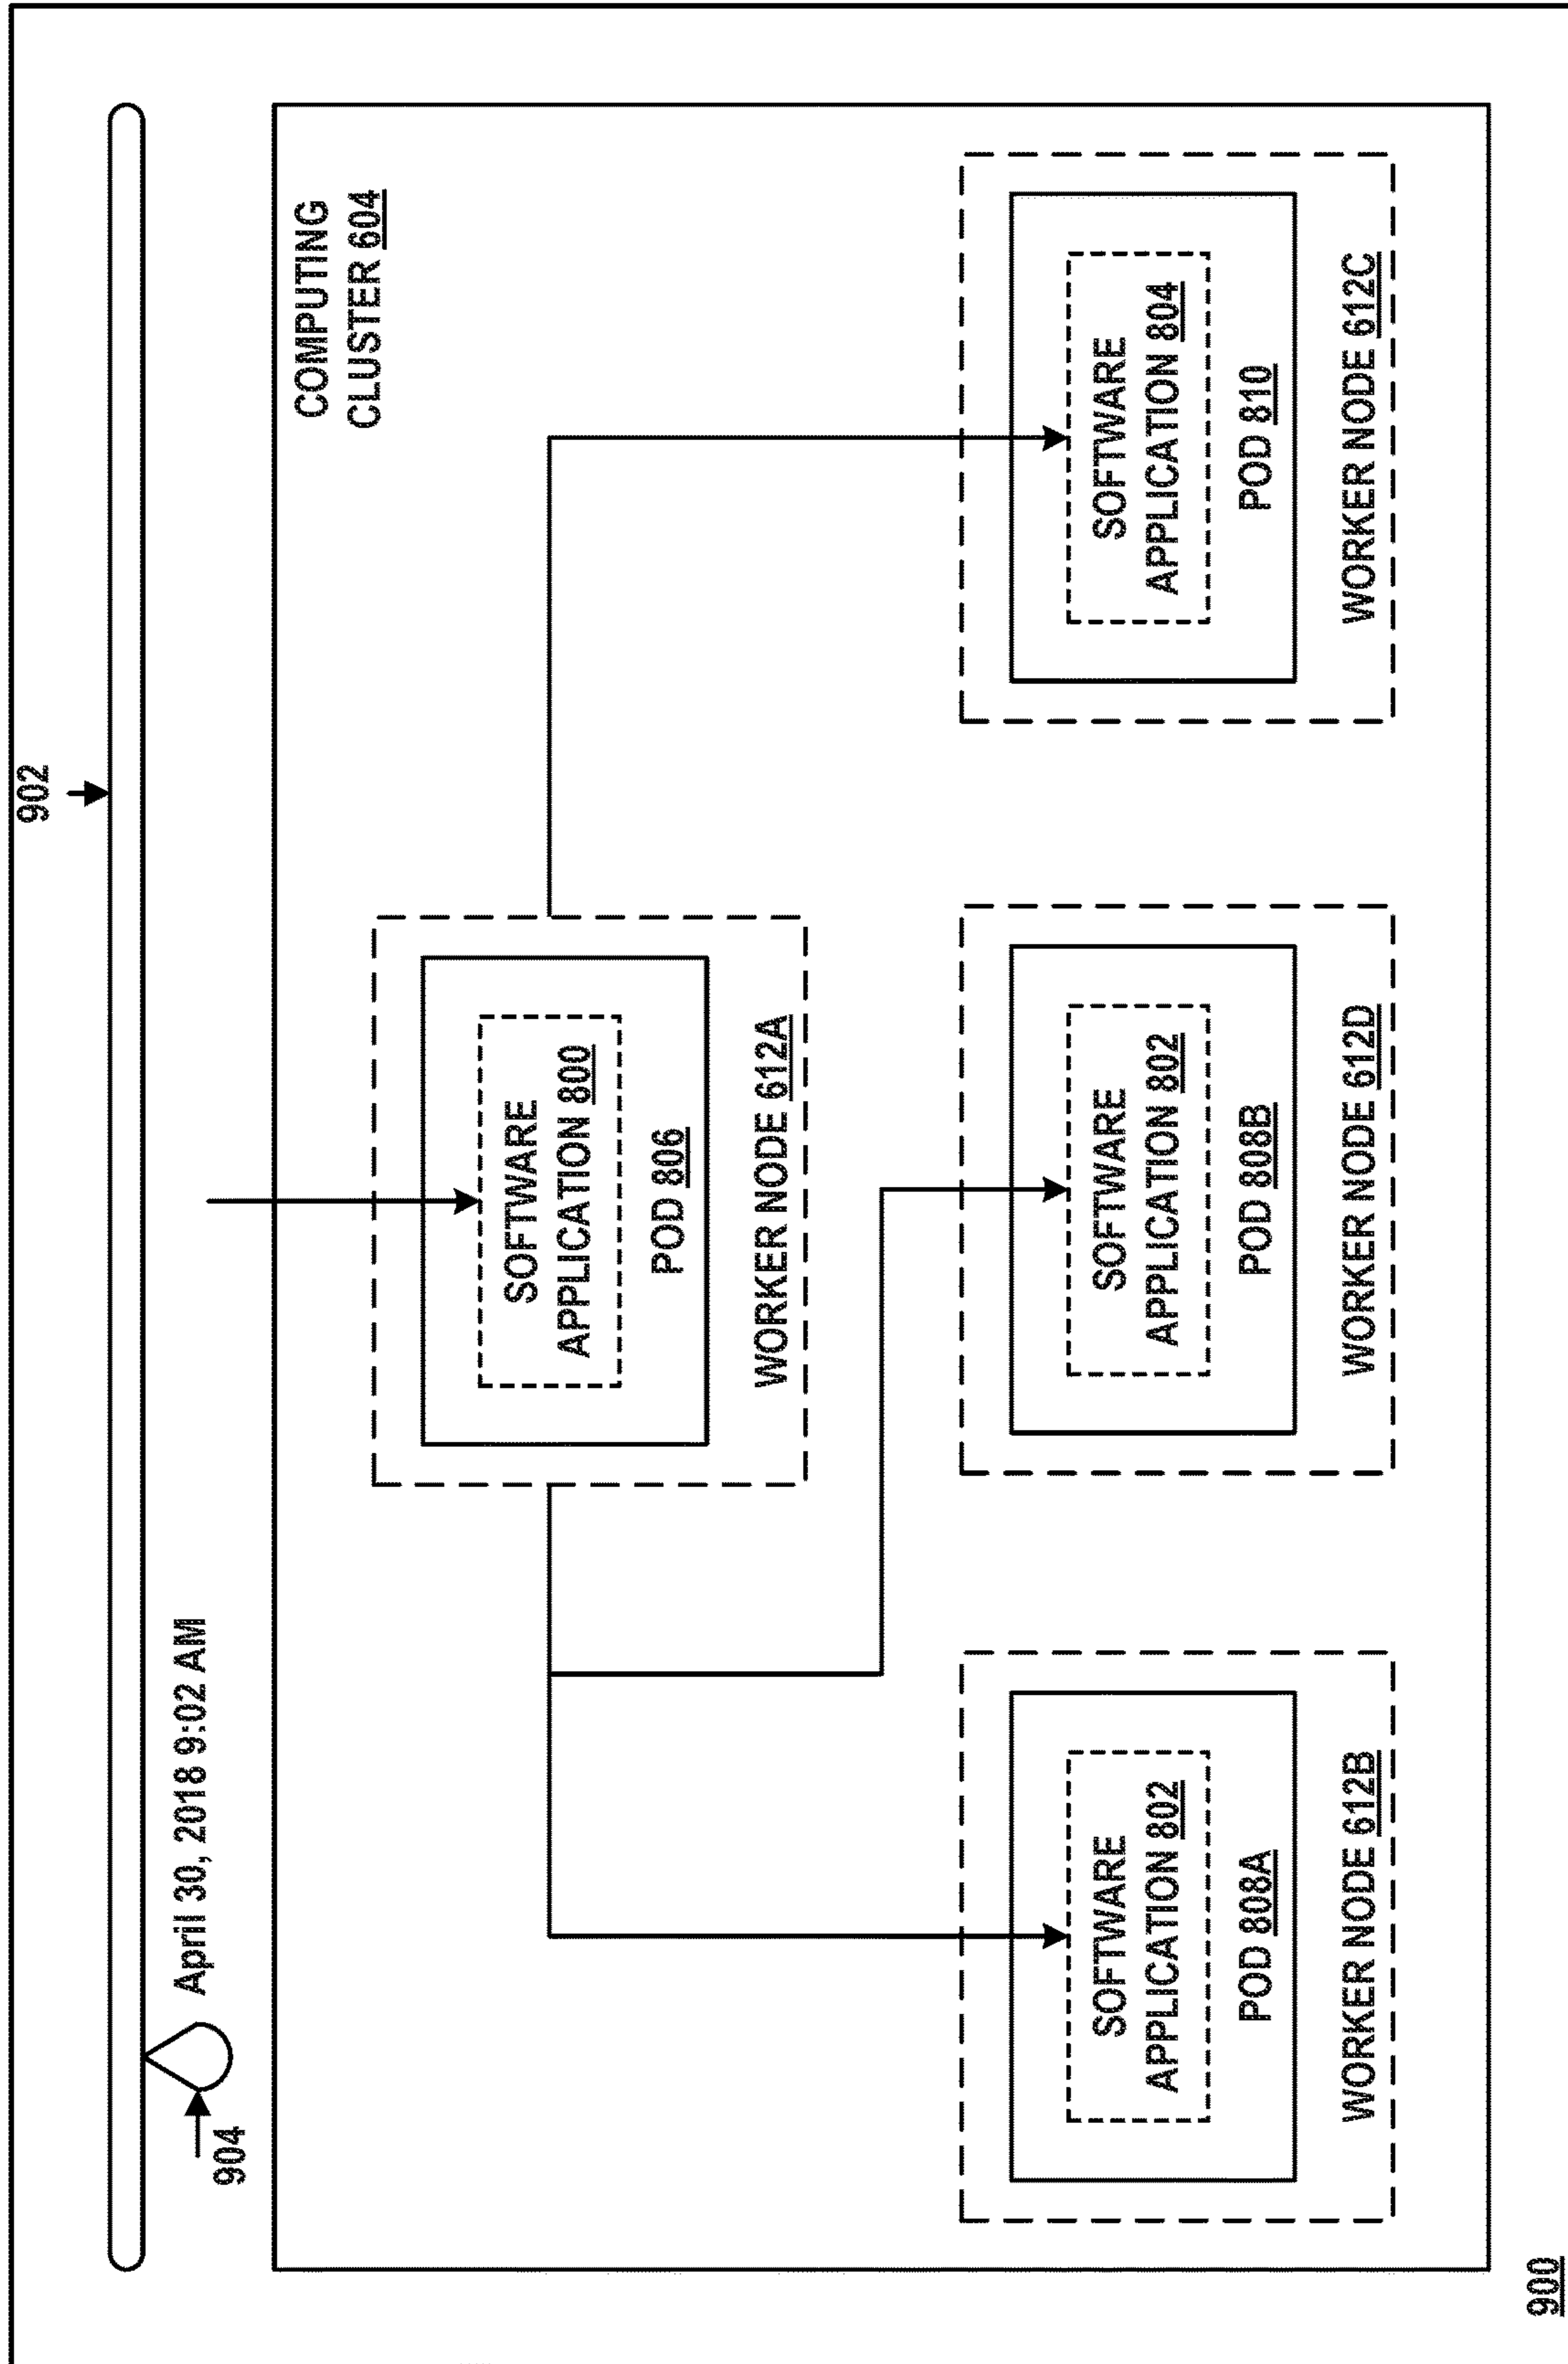 902
904
April 30, 2018 9:02 AM
COMPUTING
CLUSTER 604
SOFTWARE
APPLICATION 800
POD 806
WORKER NODE 612A
SOFTWARE
APPLICATION 802
POD 808A
WORKER NODE 612B
SOFTWARE
APPLICATION 802
POD 808B
WORKER NODE 612D
SOFTWARE
APPLICATION 804
POD 810
WORKER NODE 612C
900